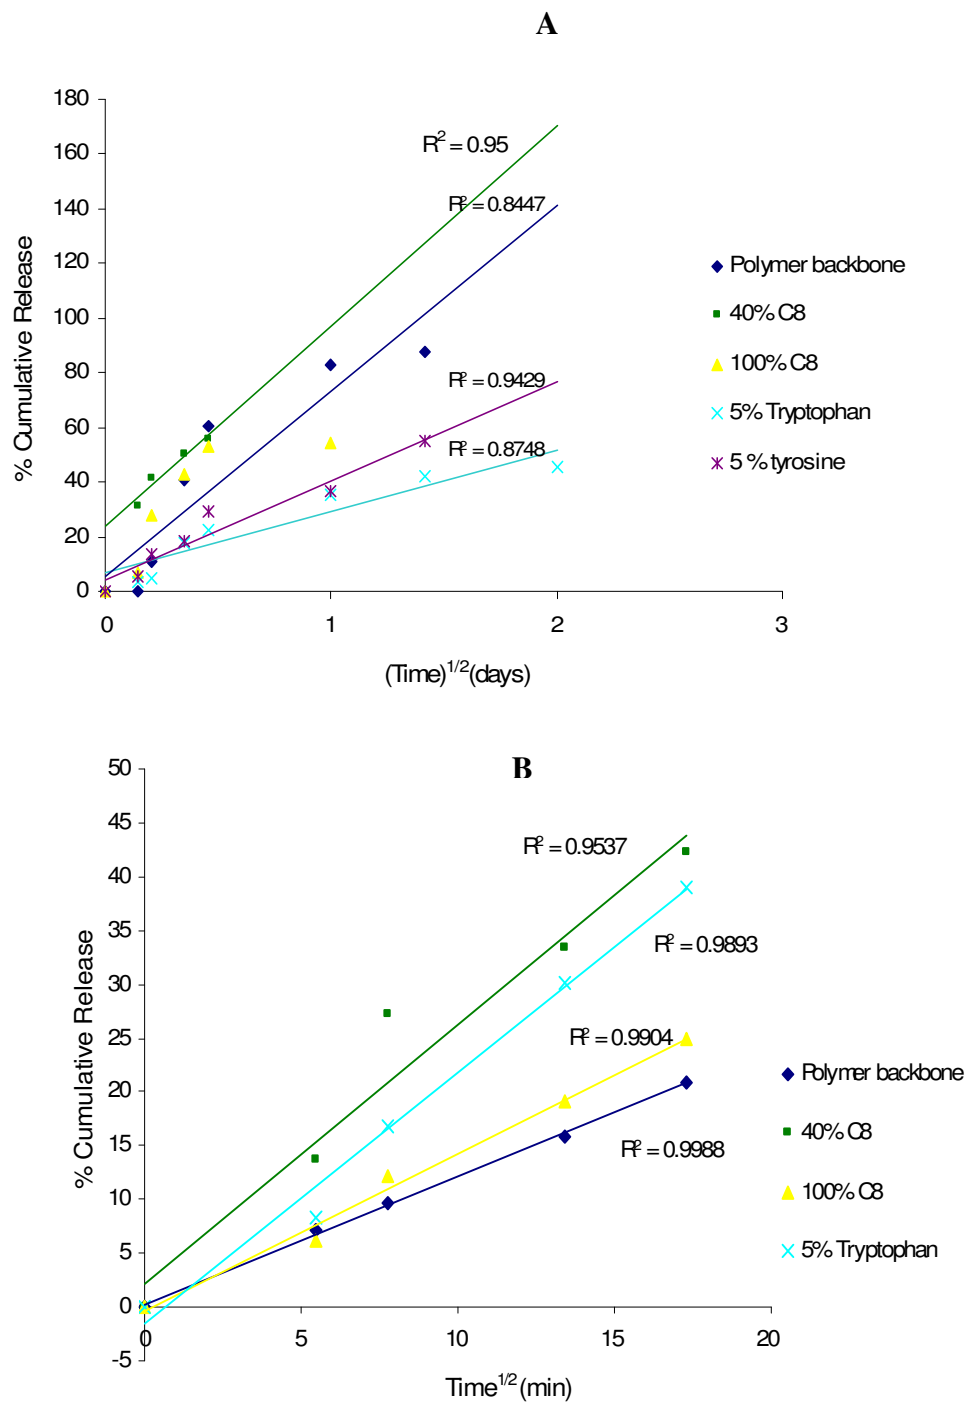 A
180
160
140
120
100
80
60
40
20
0
% Cumulative Release
R² = 0.95
R² = 0.8447
R² = 0.9429
R² = 0.8748
Polymer backbone
40% C8
100% C8
5% Tryptophan
5 % tyrosine
0 1 2 3
(Time)^1/2 (days)
B
50
45
40
35
30
25
20
15
10
5
0
-5
% Cumulative Release
R² = 0.9537
R² = 0.9893
R² = 0.9904
R² = 0.9988
Polymer backbone
40% C8
100% C8
5% Tryptophan
0 5 10 15 20
Time^1/2 (min)